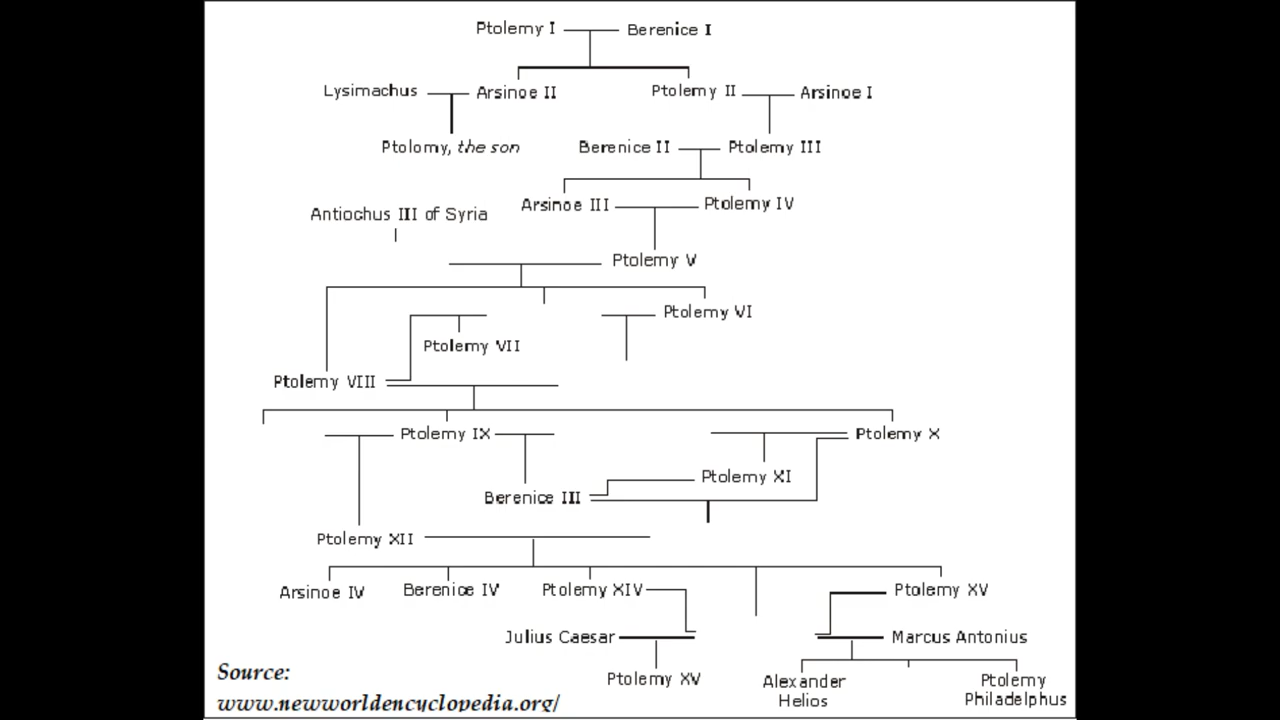 Ptolemy I Berenice I
Lysimachus Arsinoe II Ptolemy II Arsinoe I
Ptolomy, the son Berenice II Ptolemy III
Arsinoe III Ptolemy IV
Antiochus III of Syria
Ptolemy V
Ptolemy VI
Ptolemy VII
Ptolemy VIII
Ptolemy IX Ptolemy X
Ptolemy XI
Berenice III
Ptolemy XII
Arsinoe IV Berenice IV Ptolemy XIV Ptolemy XV
Julius Caesar Marcus Antonius
Ptolemy XV Alexander Helios Ptolemy Philadelphus
Source:
www.newworldencyclopedia.org/